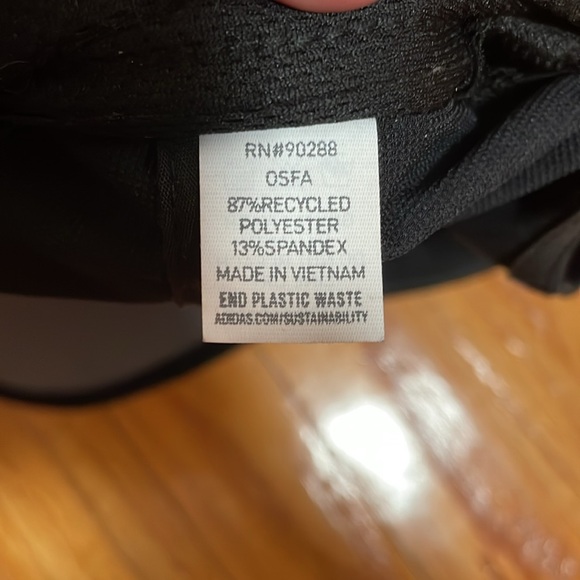 RN#90288
OSFA
87%RECYCLED
POLYESTER
13%SPANDEX
MADE IN VIETNAM
END PLASTIC WASTE
ADIDAS.COM/SUSTAINABILITY